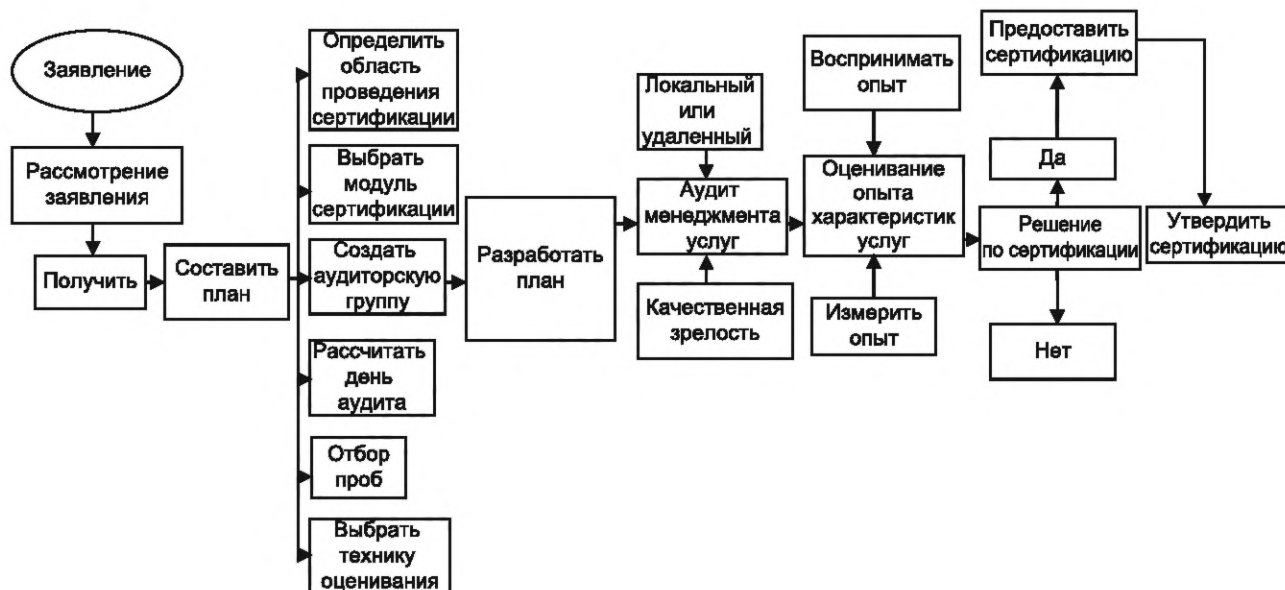 Заявление
Рассмотрение
заявления
Получить
Составить
план
Определить
область
проведения
сертификации
Выбрать
модуль
сертификации
Создать
аудиторскую
группу
Рассчитать
день
аудита
Отбор
проб
Выбрать
технику
оценивания
Разработать
план
Локальный
или
удаленный
Аудит
менеджмента
услуг
Качественная
зрелость
Воспринимать
опыт
Оценивание
опыта
характеристик
услуг
Измерить
опыт
Предоставить
сертификацию
Да
Решение
по сертификации
Нет
Утвердить
сертификацию